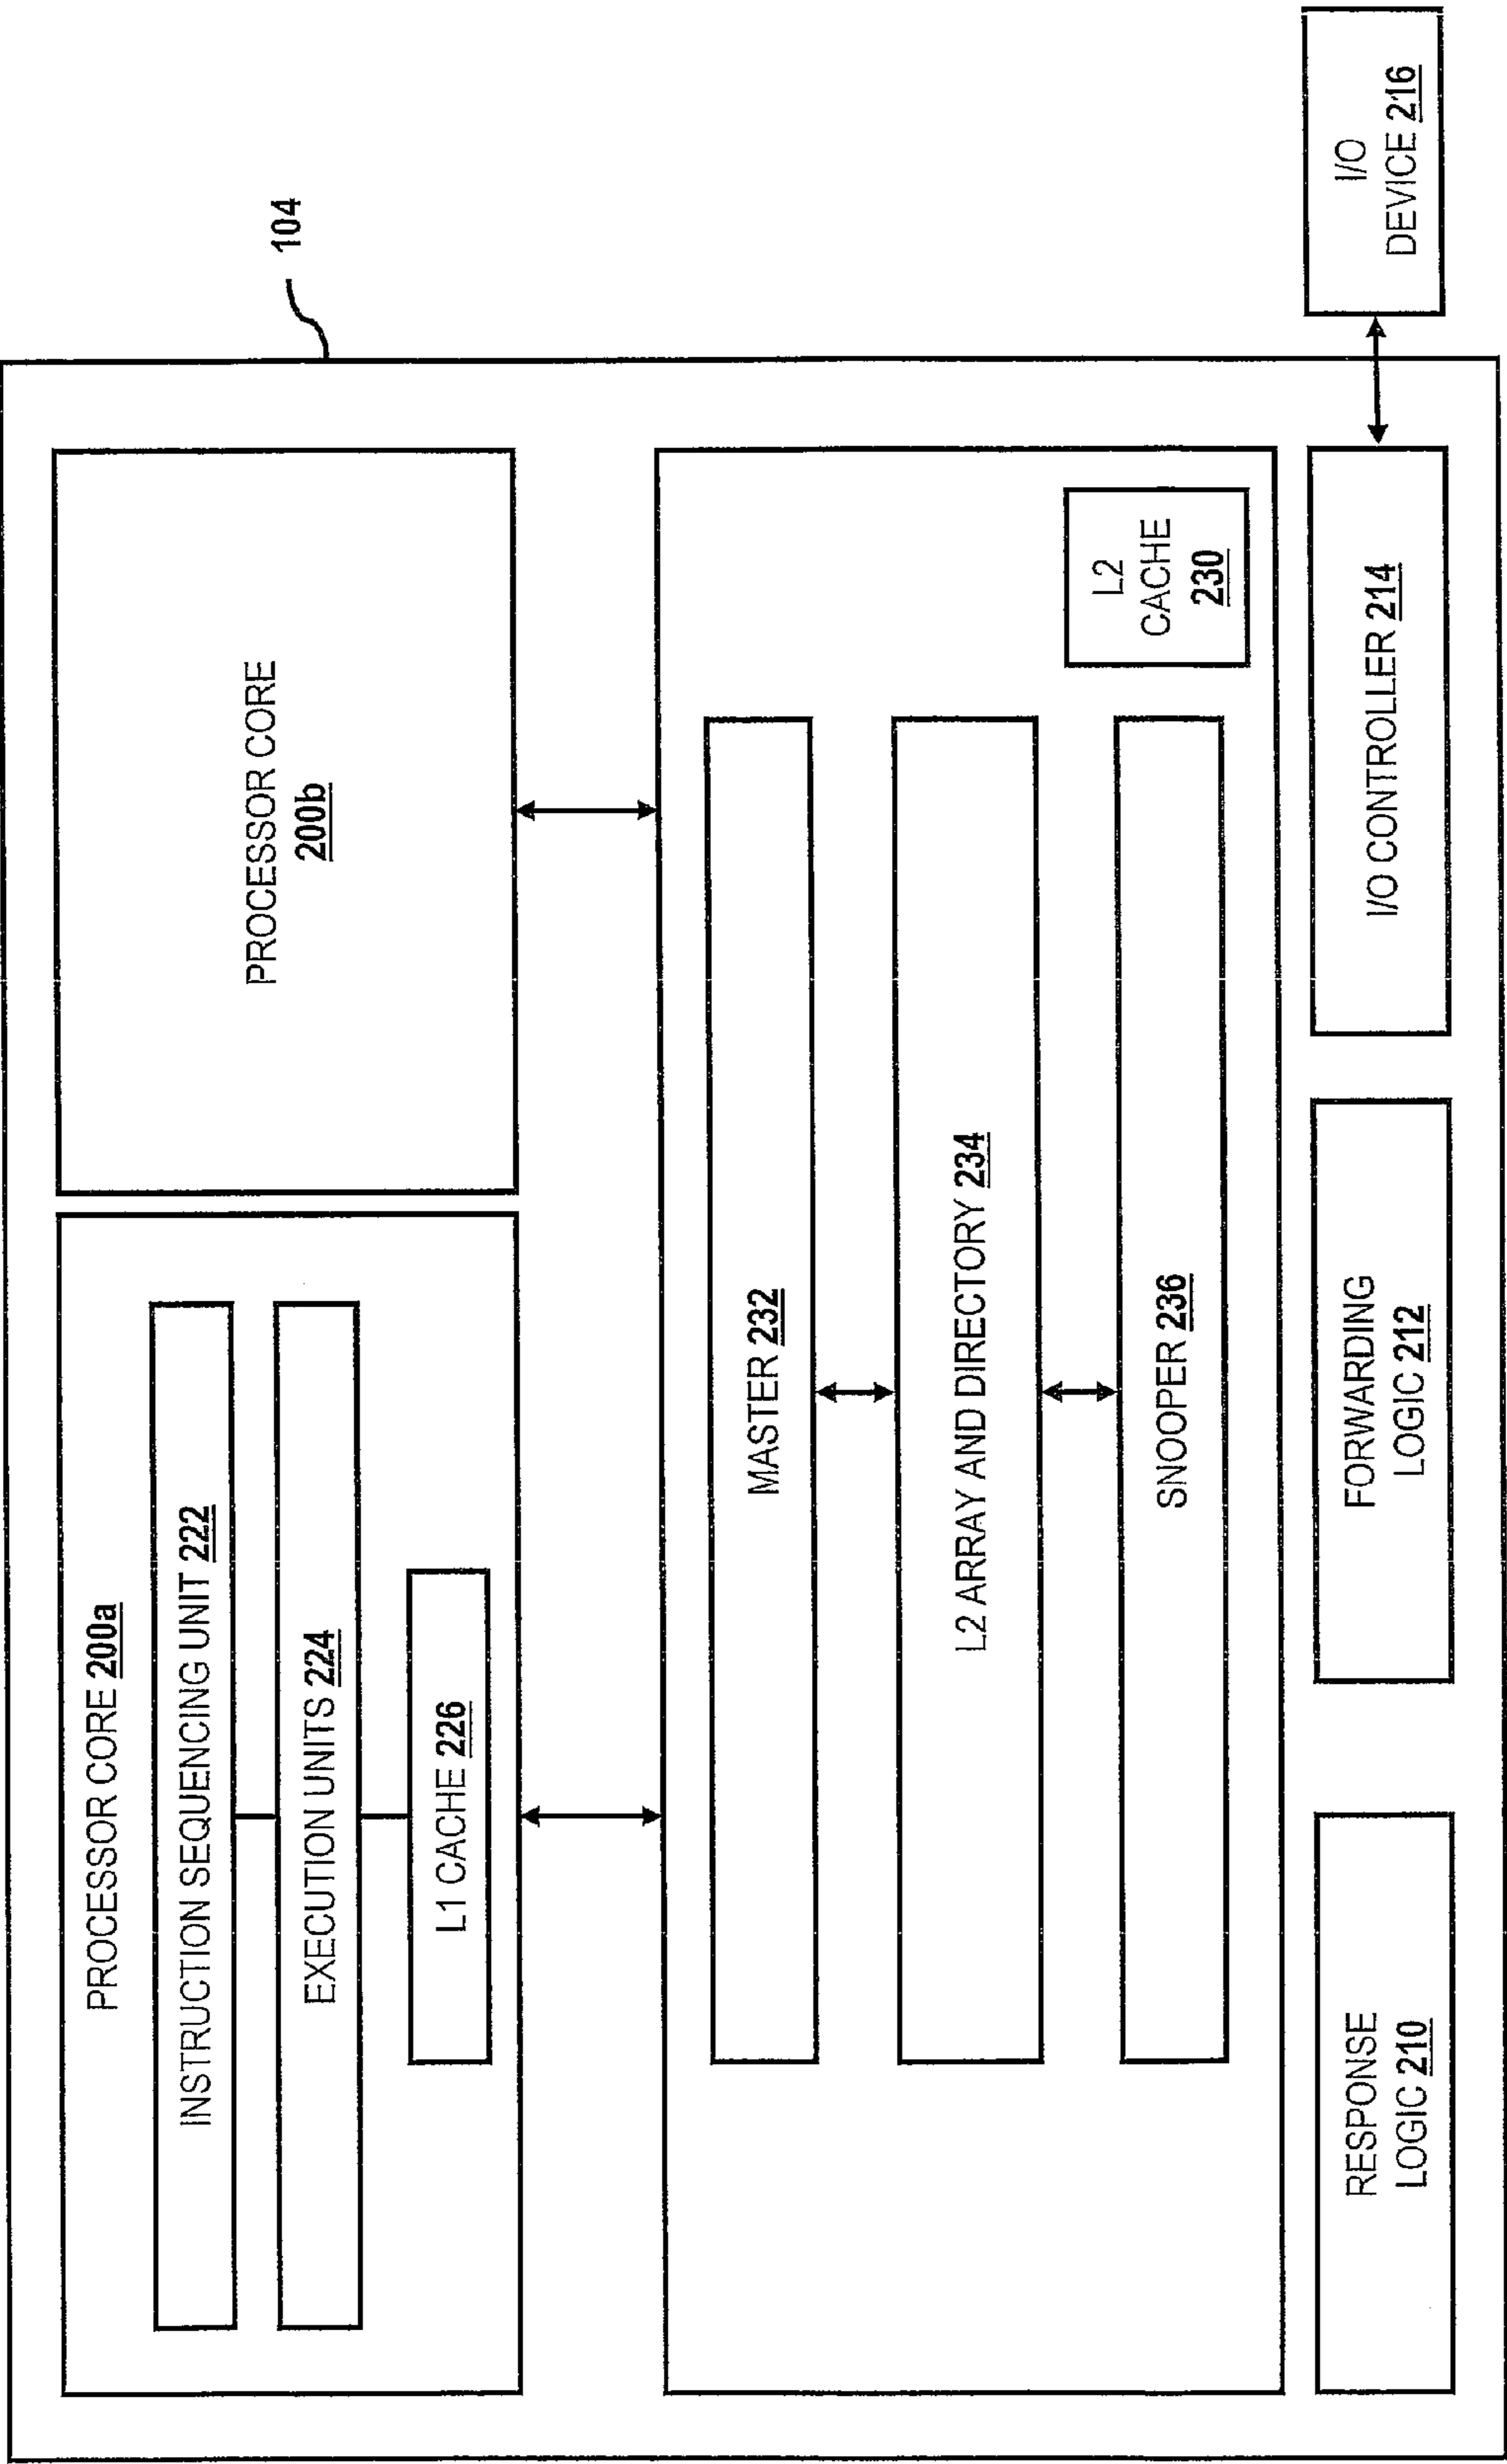 104
PROCESSOR CORE 200a
INSTRUCTION SEQUENCING UNIT 222
EXECUTION UNITS 224
L1 CACHE 226
PROCESSOR CORE
200b
MASTER 232
L2 ARRAY AND DIRECTORY 234
SNOOPER 236
L2
CACHE
230
RESPONSE
LOGIC 210
FORWARDING
LOGIC 212
I/O CONTROLLER 214
I/O
DEVICE 216